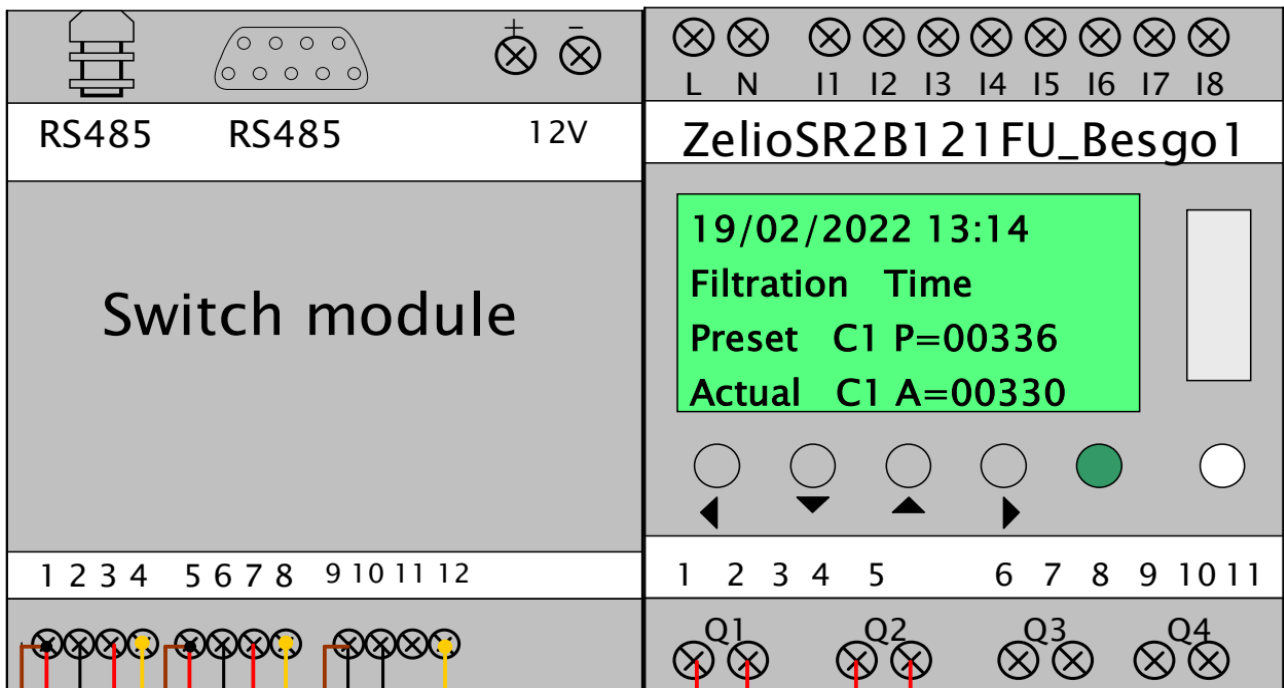 + −
RS485 RS485 12V
Switch module
1 2 3 4 5 6 7 8 9 10 11 12
L N I1 I2 I3 I4 I5 I6 I7 I8
ZelioSR2B121FU_Besgo1
19/02/2022 13:14
Filtration Time
Preset C1 P=00336
Actual C1 A=00330
1 2 3 4 5 6 7 8 9 10 11
Q1 Q2 Q3 Q4